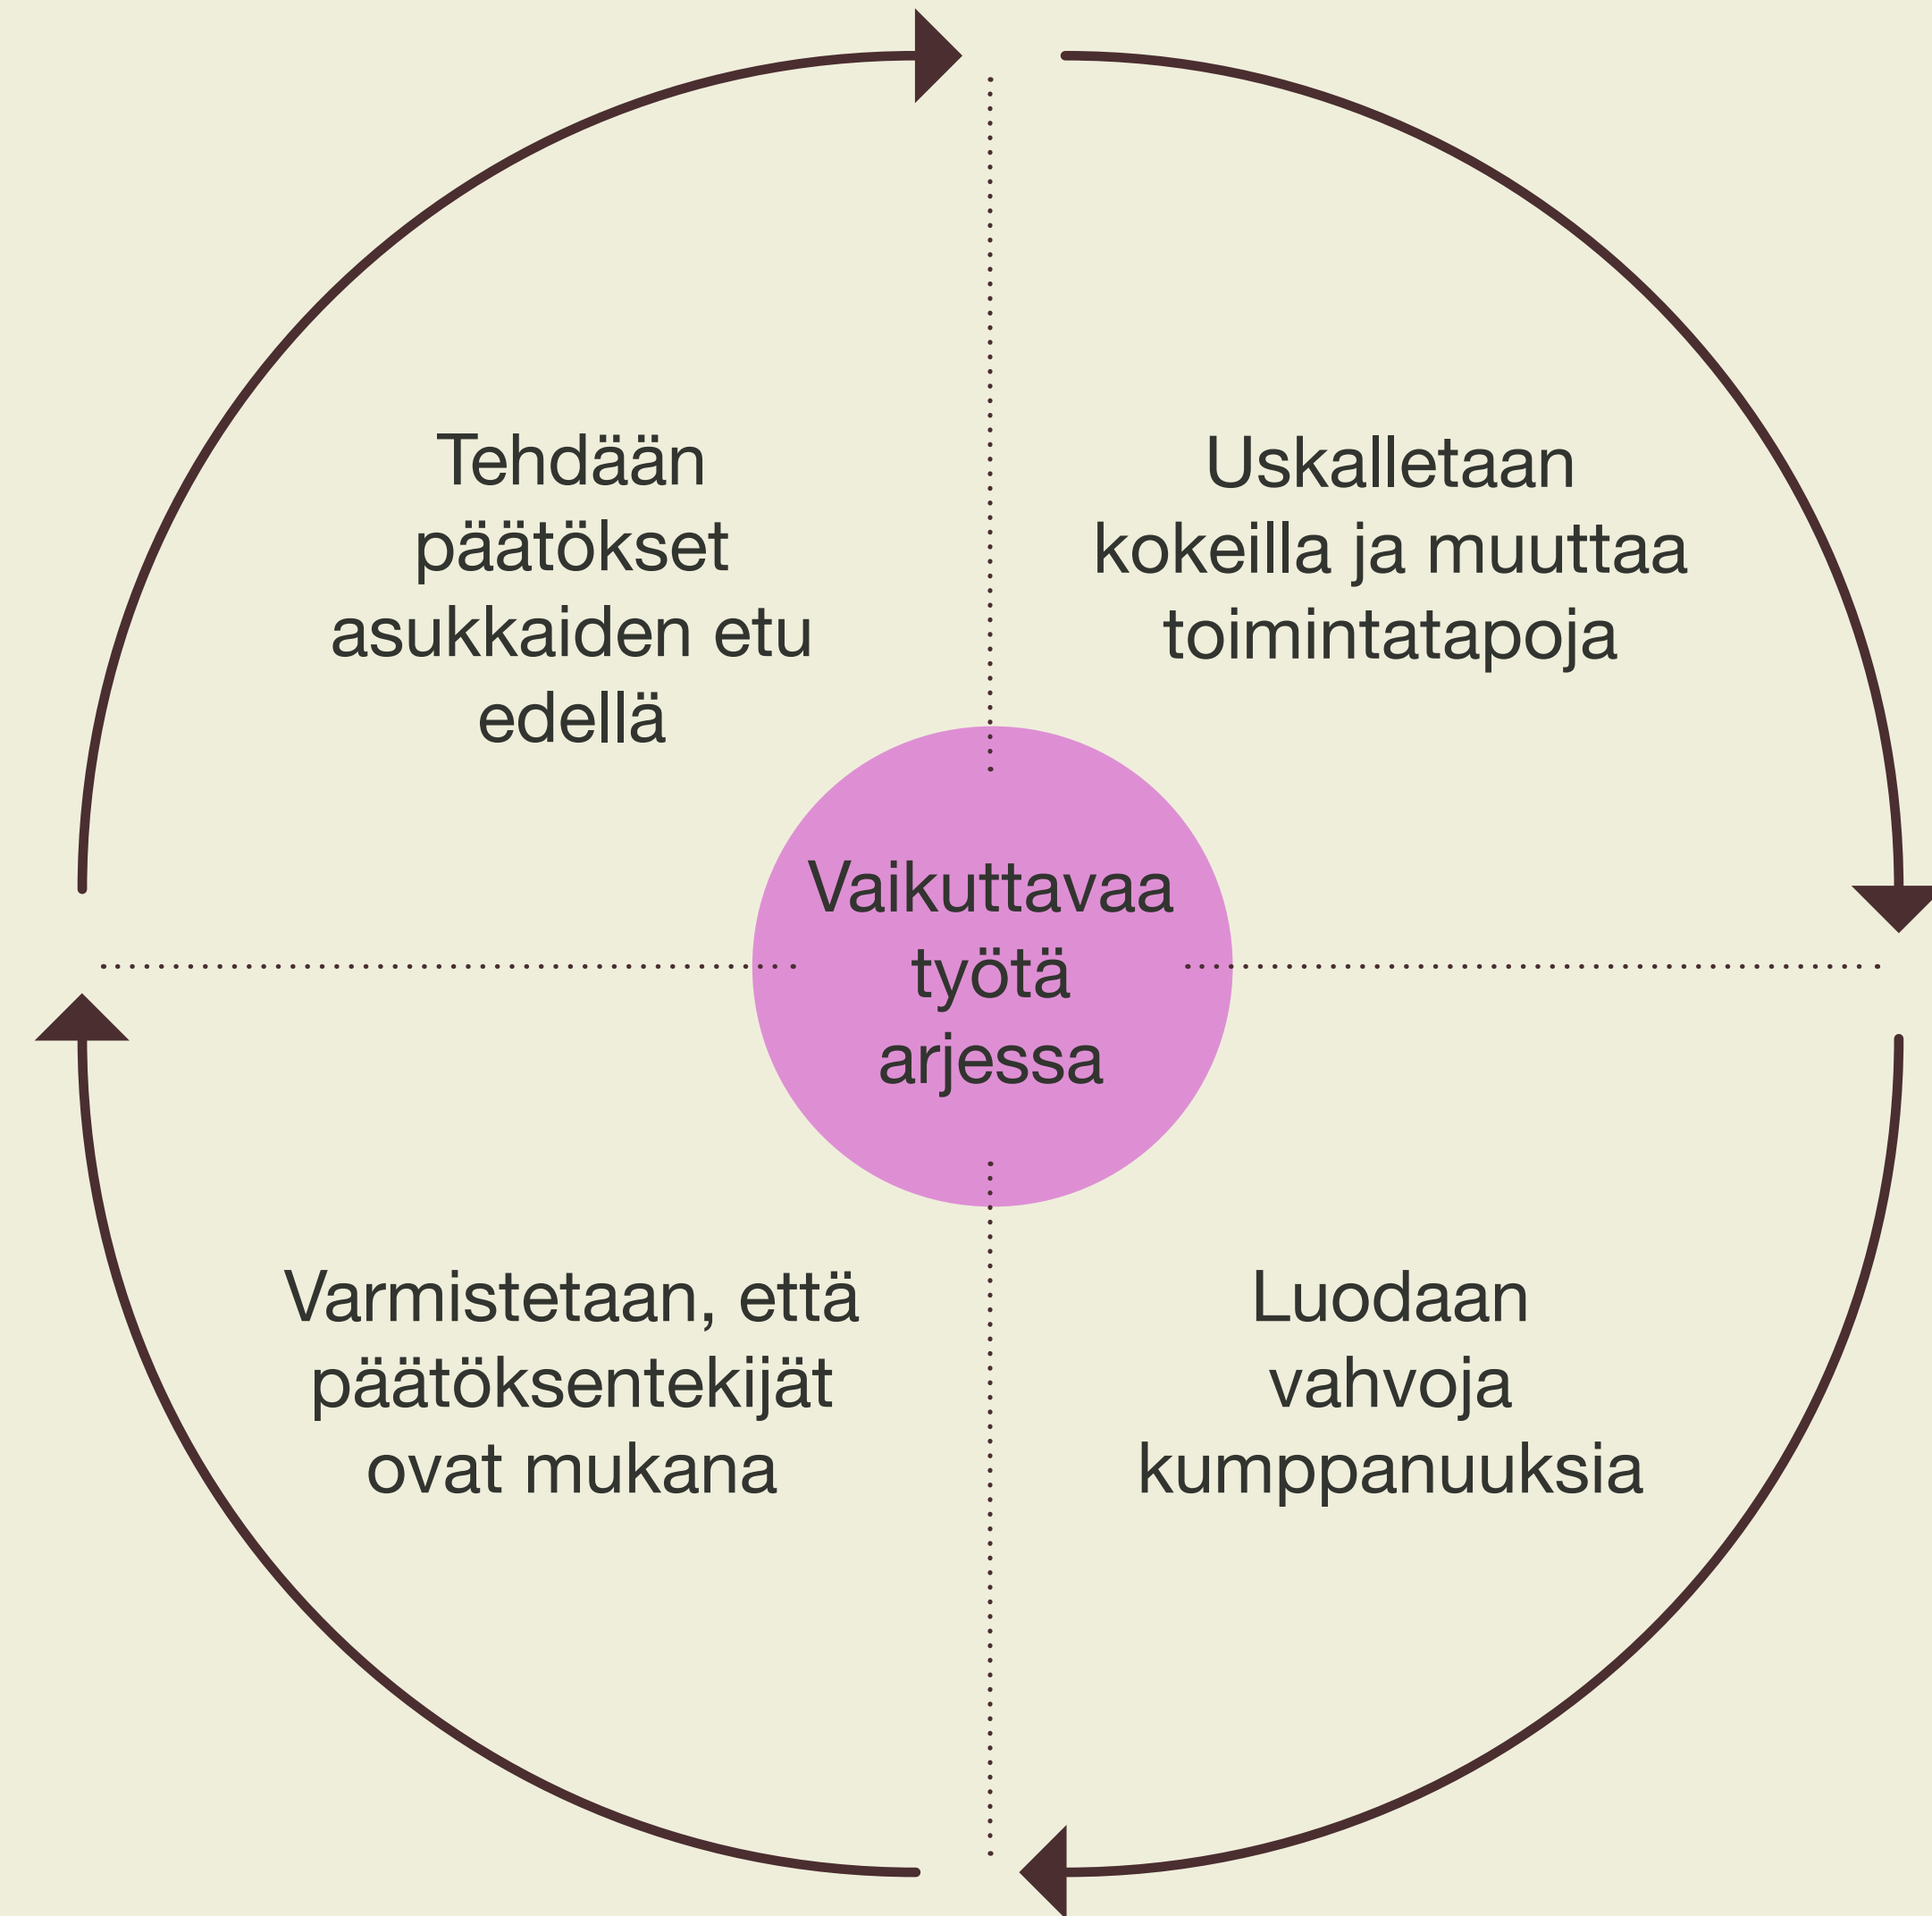 Tehdään
päätökset
asukkaiden etu
edellä
Uskalletaan
kokeilla ja muuttaa
toimintatapoja
Vaikuttavaa
työtä
arjessa
Varmistetaan, että
päätöksentekijät
ovat mukana
Luodaan
vahvoja
kumppanuuksia